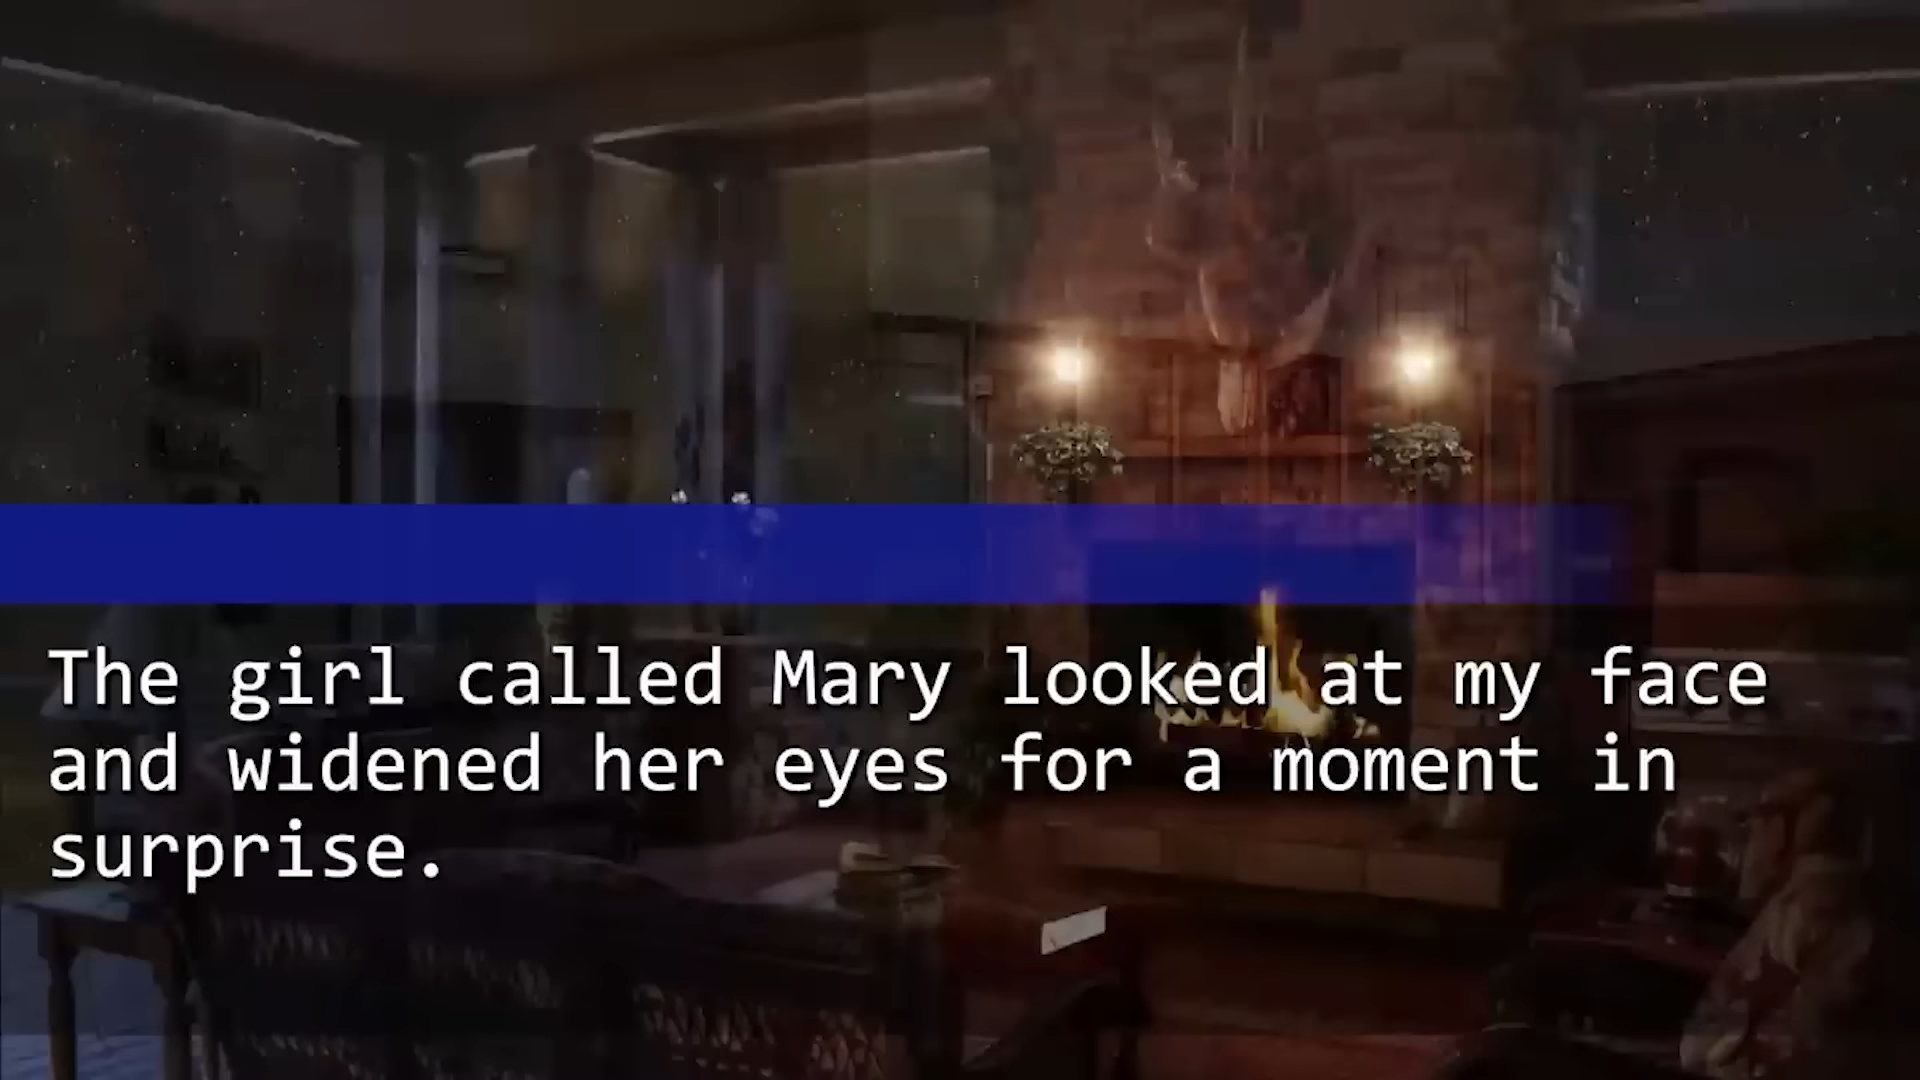 The girl called Mary looked at my face
and widened her eyes for a moment in
surprise.